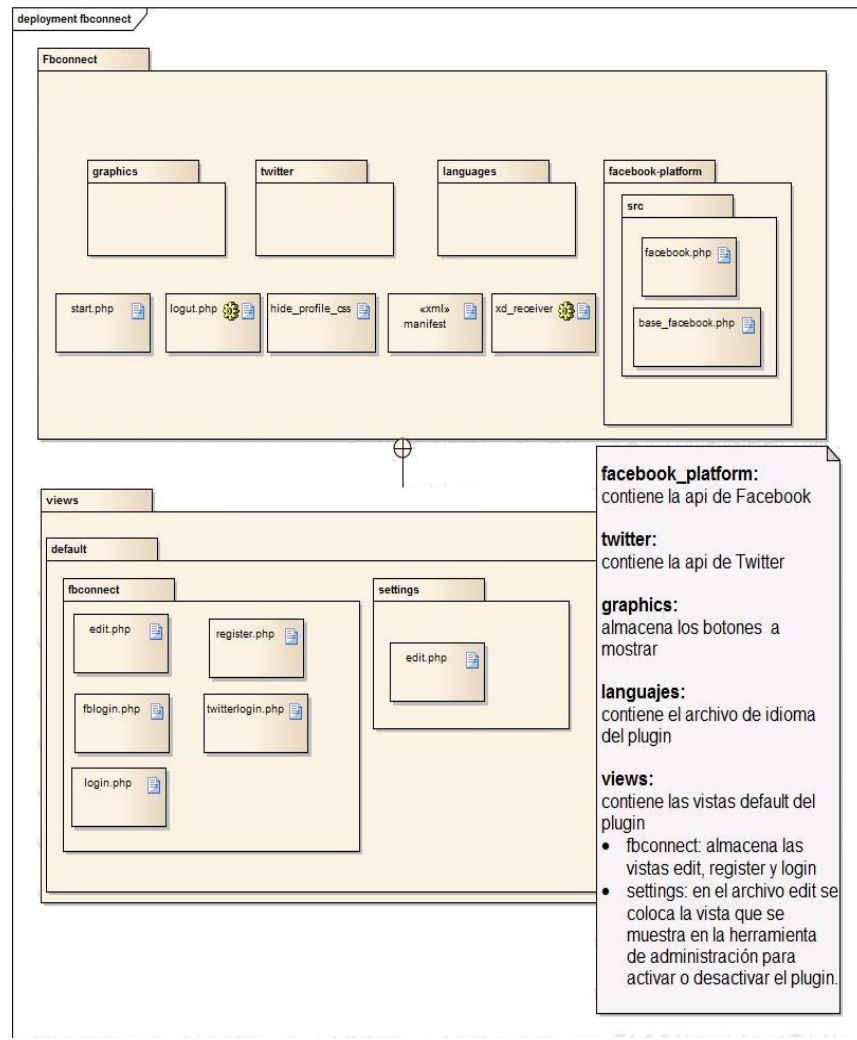 deployment fbconnect
Fbconnect
graphics
twitter
languages
facebook-platform
src
facebook.php
base_facebook.php
start.php
logut.php
hide_profile_css
«xml»
manifest
xd_receiver
views
default
fbconnect
edit.php
register.php
fblogin.php
twitterlogin.php
login.php
settings
edit.php
facebook_platform:
contiene la api de Facebook
twitter:
contiene la api de Twitter
graphics:
almacena los botones a
mostrar
languajes:
contiene el archivo de idioma
del plugin
views:
contiene las vistas default del
plugin
• fbconnect: almacena las
vistas edit, register y login
• settings: en el archivo edit se
coloca la vista que se
muestra en la herramienta
de administración para
activar o desactivar el plugin.